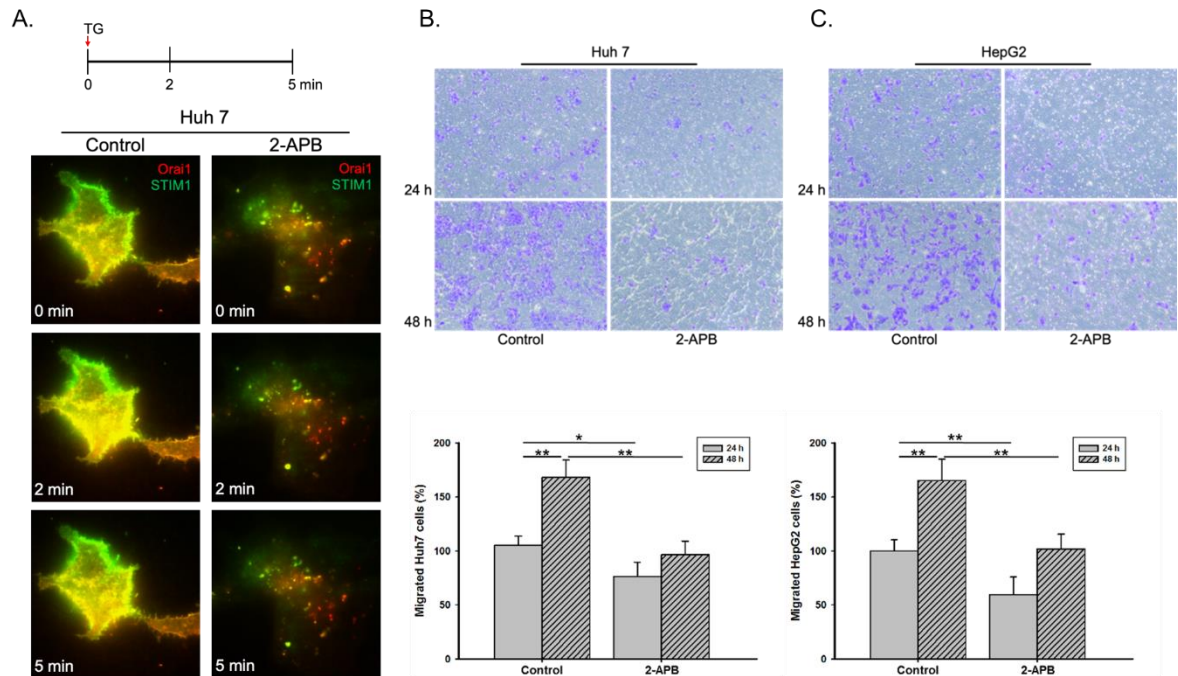 A.
TG
0 2 5 min
Huh 7
Control 2-APB
Orai1
STIM1
0 min
Orai1
STIM1
0 min
2 min
2 min
5 min
5 min
B.
Huh 7
24 h
48 h
Control 2-APB
Migrated Huh7 cells (%)
200
150
100
50
0
*
** **
24 h
48 h
Control 2-APB
C.
HepG2
24 h
48 h
Control 2-APB
Migrated HepG2 cells (%)
200
150
100
50
0
**
** **
24 h
48 h
Control 2-APB